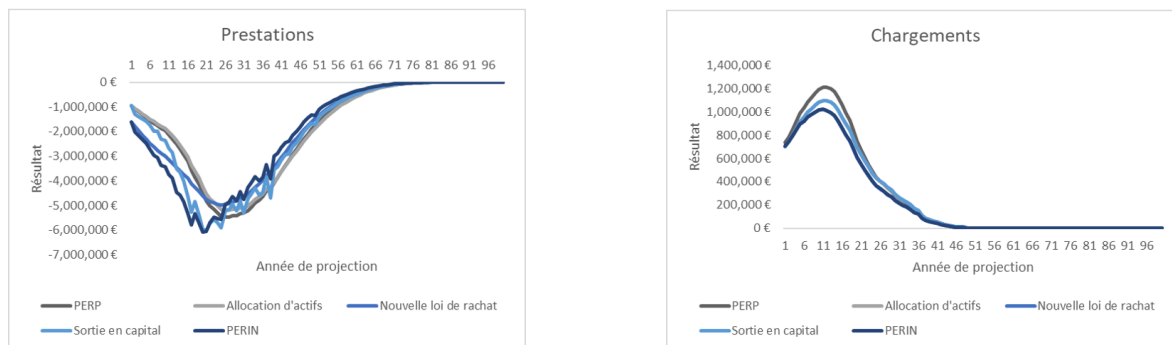 Prestations
1 6 11 16 21 26 31 36 41 46 51 56 61 66 71 76 81 86 91 96
0 €
-1,000,000 €
-2,000,000 €
-3,000,000 €
-4,000,000 €
-5,000,000 €
-6,000,000 €
-7,000,000 €
Résultat
Année de projection
PERP Allocation d'actifs Nouvelle loi de rachat
Sortie en capital PERIN
Chargements
1,400,000 €
1,200,000 €
1,000,000 €
800,000 €
600,000 €
400,000 €
200,000 €
0 €
Résultat
1 6 11 16 21 26 31 36 41 46 51 56 61 66 71 76 81 86 91 96
Année de projection
PERP Allocation d'actifs Nouvelle loi de rachat
Sortie en capital PERIN